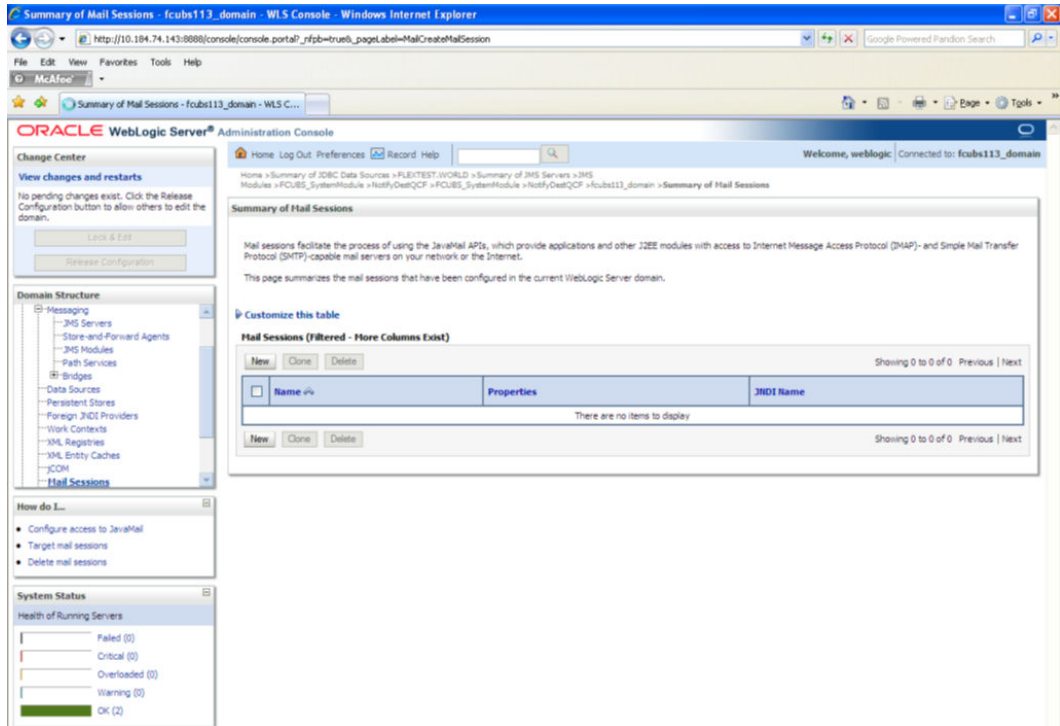 Summary of Mail Sessions - fcubs113_domain - WLS Console - Windows Internet Explorer
http://10.184.74.143:8888/console/console.portal?_nfpb=true&_pageLabel=MailCreateMailSession
Google Powered Pandion Search
File Edit View Favorites Tools Help
McAfee
Summary of Mail Sessions - fcubs113_domain - WLS C...
Page Tools
ORACLE WebLogic Server® Administration Console
Change Center
View changes and restarts
No pending changes exist. Click the Release
Configuration button to allow others to edit the
domain.
Lock & Edit
Release Configuration
Domain Structure
Messaging
JMS Servers
Store-and-Forward Agents
JMS Modules
Path Services
Bridges
Data Sources
Persistent Stores
Foreign JNDI Providers
Work Contexts
XML Registries
XML Entity Caches
jCOM
Mail Sessions
How do I...
Configure access to JavaMail
Target mail sessions
Delete mail sessions
System Status
Health of Running Servers
Failed (0)
Critical (0)
Overloaded (0)
Warning (0)
OK (2)
Home Log Out Preferences Record Help
Welcome, weblogic Connected to: fcubs113_domain
Home >Summary of JDBC Data Sources >FLEXTEST.WORLD >Summary of JMS Servers >JMS
Modules >FCUBS_SystemModule >NotifyDestQCF >FCUBS_SystemModule >NotifyDestQCF >fcubs113_domain >Summary of Mail Sessions
Summary of Mail Sessions
Mail sessions facilitate the process of using the JavaMail APIs, which provide applications and other J2EE modules with access to Internet Message Access Protocol (IMAP)- and Simple Mail Transfer
Protocol (SMTP)-capable mail servers on your network or the Internet.
This page summarizes the mail sessions that have been configured in the current WebLogic Server domain.
Customize this table
Mail Sessions (Filtered - More Columns Exist)
New Clone Delete Showing 0 to 0 of 0 Previous | Next
Name Properties JNDI Name
There are no items to display
New Clone Delete Showing 0 to 0 of 0 Previous | Next